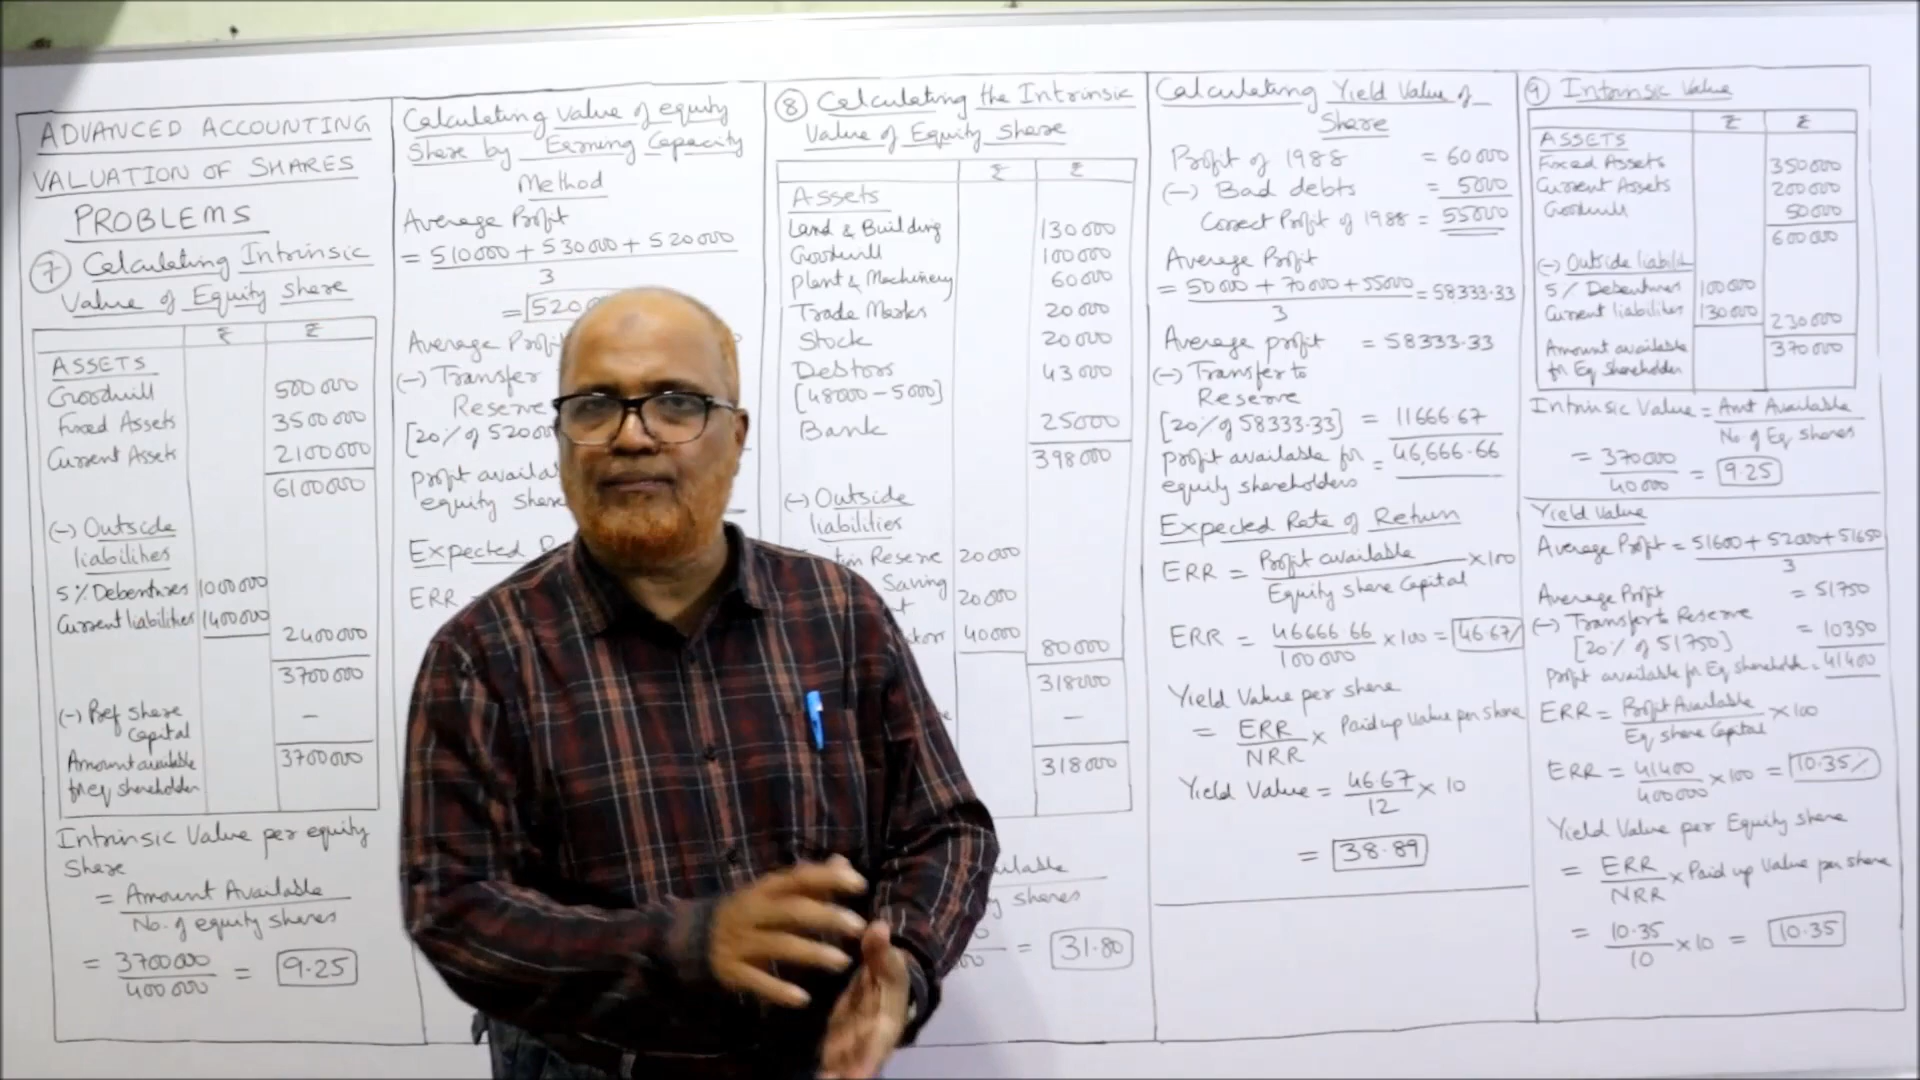 ADVANCED ACCOUNTING
VALUATION OF SHARES
PROBLEMS
⑦ Calculating Intrinsic
Value of Equity share
₹ ₹
ASSETS
Goodwill 500000
Fixed Assets 3500000
Current Assets 2100000
6100000
(-) Outside
liabilities
5% Debentures 1000000
Current liabilities 1400000
2400000
3700000
(-) Pref share
capital -
Amount available 3700000
for eq shareholder
Intrinsic Value per equity
Share
= Amount Available
No. of equity shares
= 3700000
400000 = 9.25
Calculating Value of equity
Share by Earning Capacity
Method
Average Profit
= 510000 + 530000 + 520000
3
= 520
Average Profit
(-) Transfer
Reserve
[20% of 520
profit availa
equity share
Expected
ERR
⑧ Calculating the Intrinsic
Value of Equity share
₹ ₹
Assets
Land & Building 130000
Goodwill 100000
Plant & Machinery 60000
Trade Marks 20000
Stock 20000
Debtors 43000
[48000 - 5000]
Bank 25000
398000
(-) Outside
liabilities
Reserve 20000
Saving
20000
40000
80000
318000
-
318000
shares
= 31.80
Calculating Yield Value of
Share
Profit of 1988 = 60000
(-) Bad debts = 5000
Correct Profit of 1988 = 55000
Average Profit
= 50000 + 70000 + 55000 = 58333.33
3
Average profit = 58333.33
(-) Transfer to
Reserve
[20% of 58333.33] = 11666.67
profit available for = 46,666.66
equity shareholders
Expected Rate of Return
ERR = Profit available × 100
Equity share Capital
ERR = 46666.66 × 100 = 46.67%
100000
Yield Value per share
= ERR × Paid up Value per share
NRR
Yield Value = 46.67 × 10
12
= 38.89
⑨ Intrinsic Value
₹ ₹
ASSETS
Fixed Assets 350000
Current Assets 200000
Goodwill 50000
600000
(-) Outside liabilit
5% Debentures 100000
Current liabilities 130000
230000
Amount available 370000
for Eq shareholder
Intrinsic Value = Amt Available
No of Eq shares
= 370000
40000 = 9.25
Yield Value
Average Profit = 51600 + 52000 + 51650
3
Average Profit = 51750
(-) Transfer to Reserve
[20% of 51750] = 10350
Profit available for Eq shareholder = 41400
ERR = Profit Available × 100
Eq share Capital
ERR = 41400 × 100 = 10.35%
400000
Yield Value per Equity share
= ERR × Paid up Value per share
NRR
= 10.35 × 10 = 10.35
10